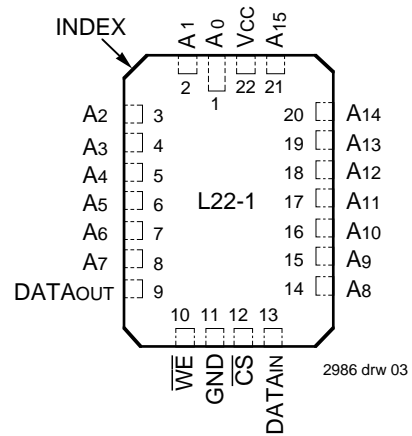 INDEX
A1 A0 VCC A15
2 1 22 21
A2 3 20 A14
A3 4 19 A13
A4 5 18 A12
A5 6 L22-1 17 A11
A6 7 16 A10
A7 8 15 A9
DATAOUT 9 14 A8
10 11 12 13
W̅E̅ GND C̅S̅ DATAIN
2986 drw 03